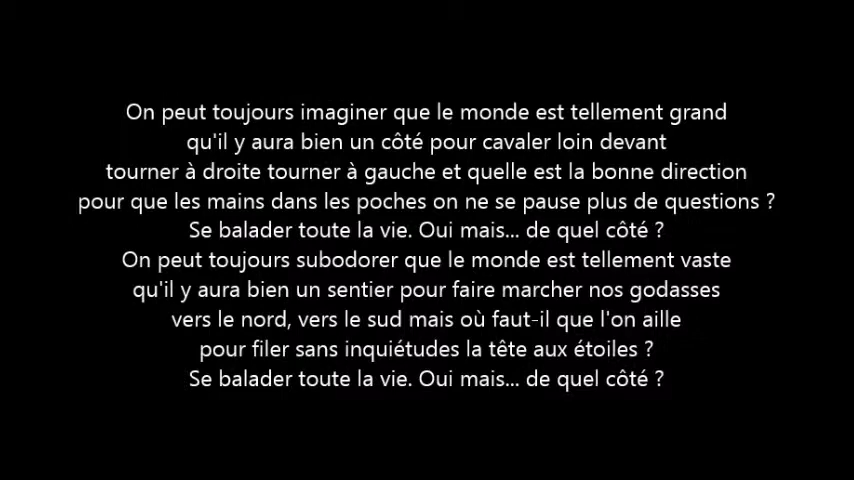 On peut toujours imaginer que le monde est tellement grand
qu'il y aura bien un côté pour cavaler loin devant
tourner à droite tourner à gauche et quelle est la bonne direction
pour que les mains dans les poches on ne se pause plus de questions ?
Se balader toute la vie. Oui mais... de quel côté ?
On peut toujours subodorer que le monde est tellement vaste
qu'il y aura bien un sentier pour faire marcher nos godasses
vers le nord, vers le sud mais où faut-il que l'on aille
pour filer sans inquiétudes la tête aux étoiles ?
Se balader toute la vie. Oui mais... de quel côté ?